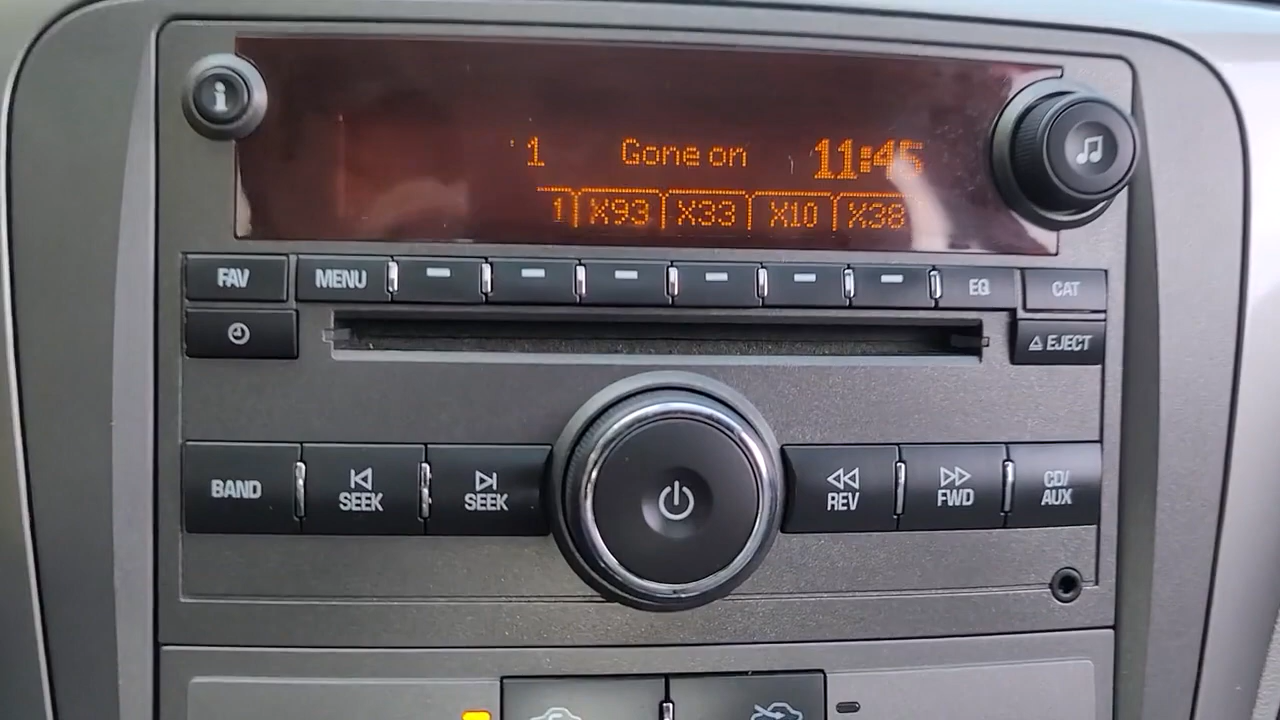 i
1 Gone on 11:45
1 X93 X33 X10 X38
FAV MENU EQ CAT
EJECT
BAND SEEK SEEK REV FWD CD/
AUX